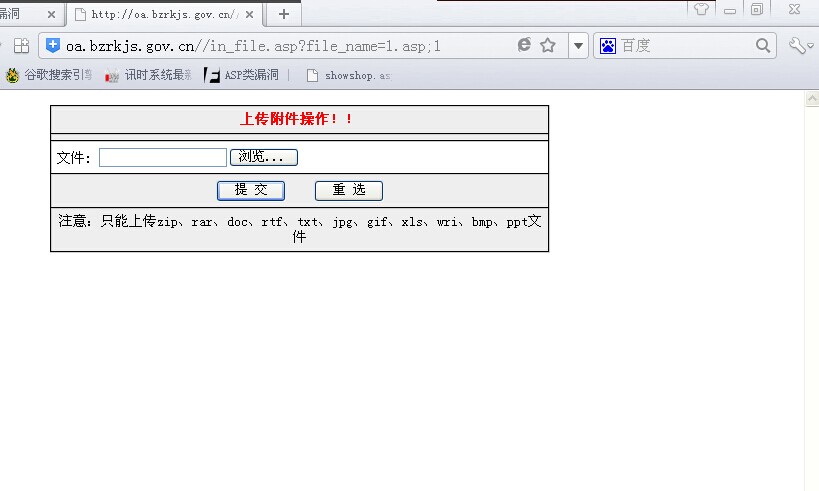 漏洞
http://oa.bzrkjs.gov.cn/
oa.bzrkjs.gov.cn//in_file.asp?file_name=1.asp;1
百度
谷歌搜索引
讯时系统最
ASP类漏洞
showshop.as
上传附件操作！！
文件：
浏览...
提 交
重 选
注意：只能上传zip、rar、doc、rtf、txt、jpg、gif、xls、wri、bmp、ppt文
件